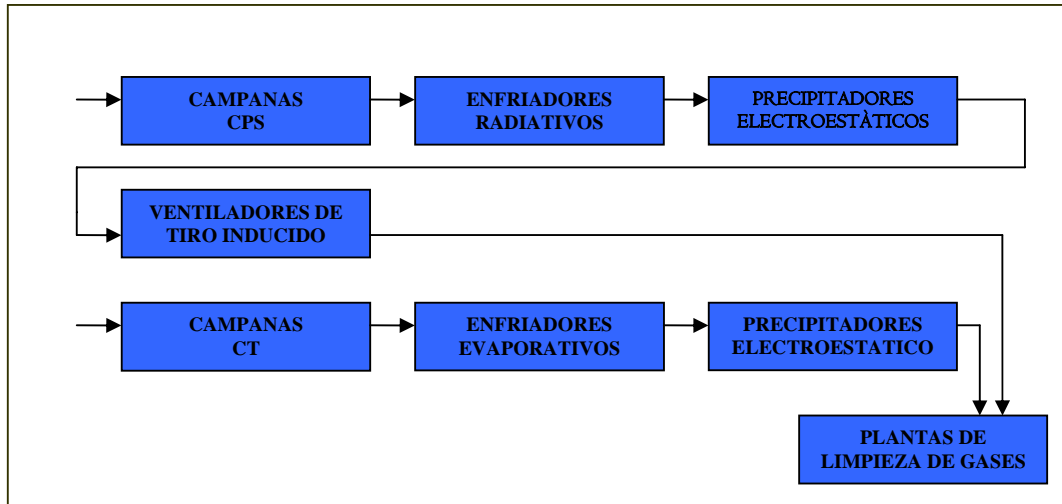 CAMPANAS
CPS
ENFRIADORES
RADIATIVOS
PRECIPITADORES
ELECTROESTÀTICOS
VENTILADORES DE
TIRO INDUCIDO
CAMPANAS
CT
ENFRIADORES
EVAPORATIVOS
PRECIPITADORES
ELECTROESTATICO
PLANTAS DE
LIMPIEZA DE GASES